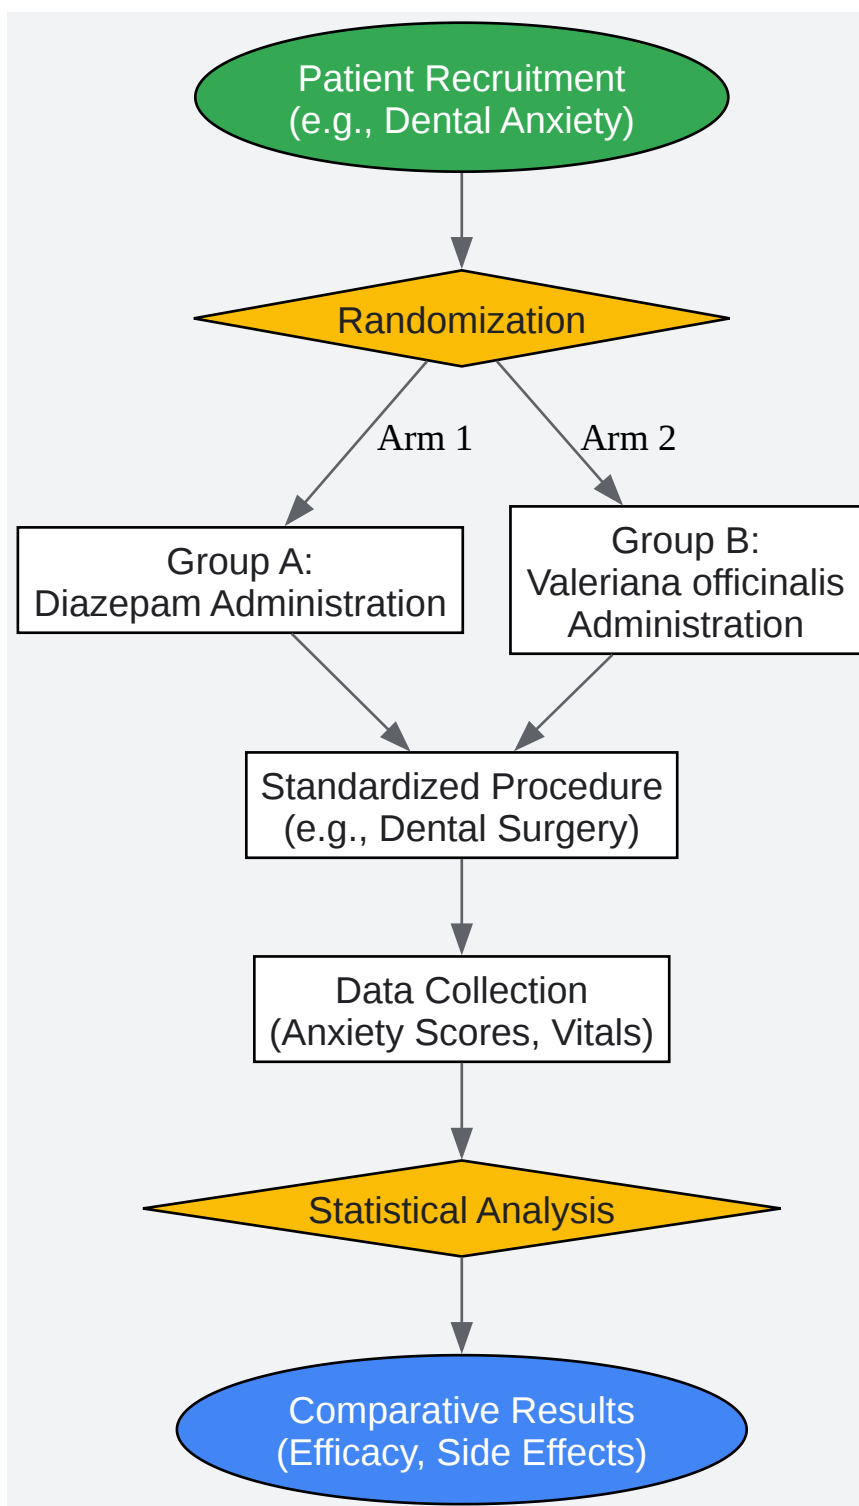 Patient Recruitment
(e.g., Dental Anxiety)
Randomization
Arm 1
Arm 2
Group A:
Diazepam Administration
Group B:
Valeriana officinalis
Administration
Standardized Procedure
(e.g., Dental Surgery)
Data Collection
(Anxiety Scores, Vitals)
Statistical Analysis
Comparative Results
(Efficacy, Side Effects)